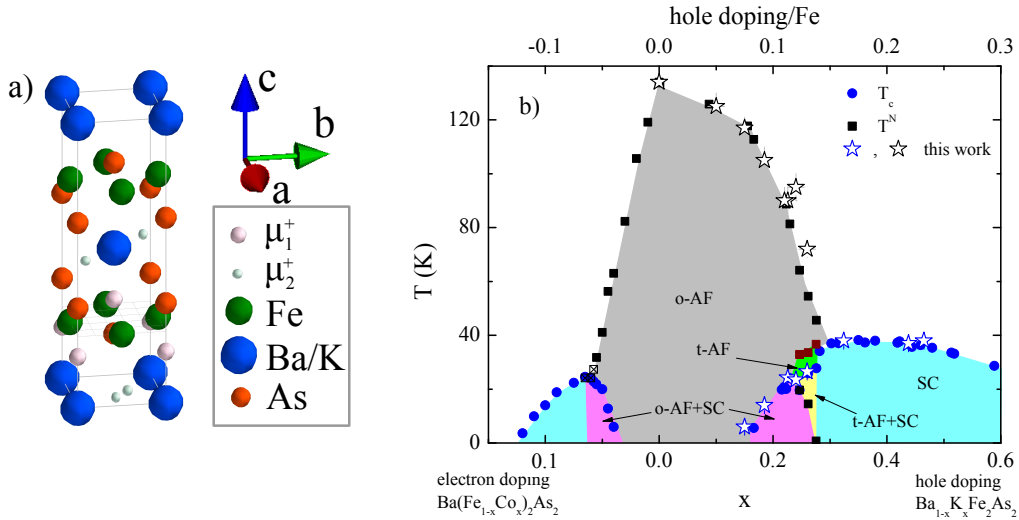 a)
c
b
a
μ₁⁺
μ₂⁺
Fe
Ba/K
As
hole doping/Fe
-0.1 0.0 0.1 0.2 0.3
b)
T_c
T^N
, this work
T (K)
120
80
40
0
o-AF
t-AF
o-AF+SC
t-AF+SC
SC
0.1 0.0 0.2 0.4 0.6
electron doping
Ba(Fe₁₋ₓCoₓ)₂As₂
x
hole doping
Ba₁₋ₓKₓFe₂As₂